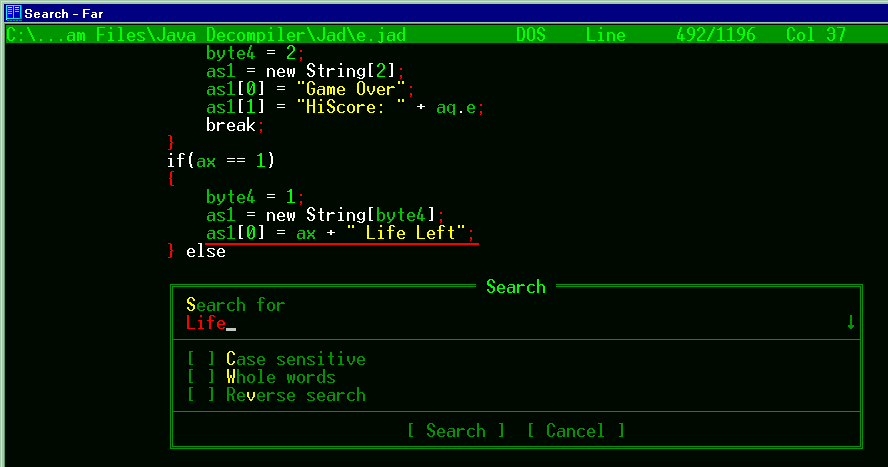 Search - Far
C:\...am Files\Java Decompiler\Jad\e.jad DOS Line 492/1196 Col 37
byte4 = 2;
as1 = new String[2];
as1[0] = "Game Over";
as1[1] = "HiScore: " + aq.e;
break;
}
if(ax == 1)
{
byte4 = 1;
as1 = new String[byte4];
as1[0] = ax + " Life Left";
} else
Search
Search for
Life_
↓
[ ] Case sensitive
[ ] Whole words
[ ] Reverse search
[ Search ] [ Cancel ]